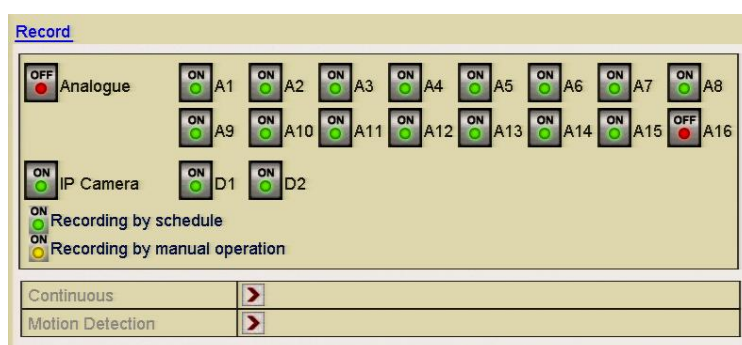 Record
OFF Analogue ON A1 ON A2 ON A3 ON A4 ON A5 ON A6 ON A7 ON A8
ON A9 ON A10 ON A11 ON A12 ON A13 ON A14 ON A15 OFF A16
ON IP Camera ON D1 ON D2
ON Recording by schedule
ON Recording by manual operation
Continuous
Motion Detection